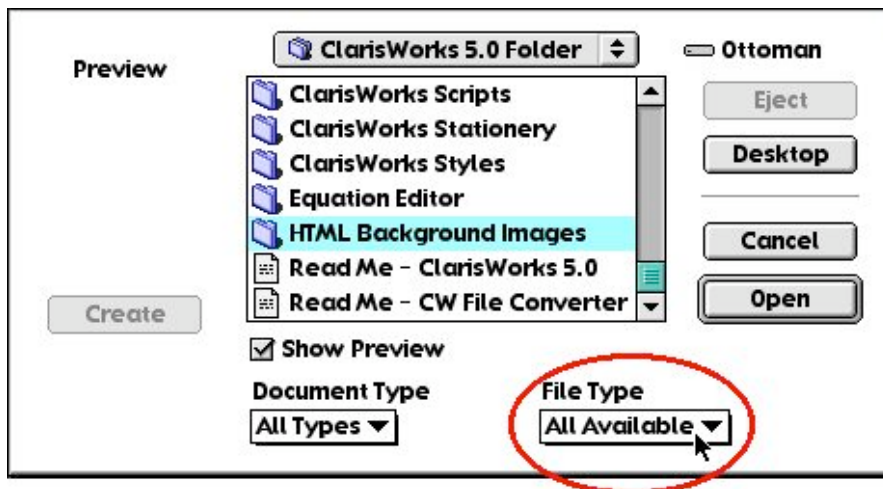 ClarisWorks 5.0 Folder
Ottoman
Preview
ClarisWorks Scripts
ClarisWorks Stationery
ClarisWorks Styles
Equation Editor
HTML Background Images
Read Me - ClarisWorks 5.0
Read Me - CW File Converter
Eject
Desktop
Cancel
Open
Create
Show Preview
Document Type
All Types
File Type
All Available